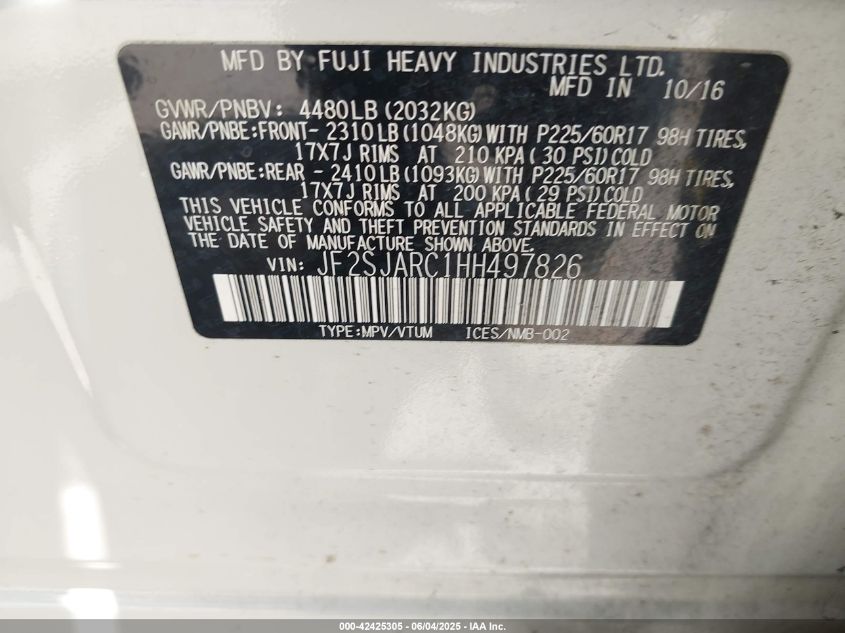 MFD BY FUJI HEAVY INDUSTRIES LTD.
MFD IN 10/16
GVWR/PNBV: 4480LB (2032KG)
GAWR/PNBE:FRONT- 2310LB (1048KG) WITH P225/60R17 98H TIRES,
17X7J RIMS AT 210 KPA ( 30 PSI) COLD
GAWR/PNBE:REAR - 2410LB (1093KG) WITH P225/60R17 98H TIRES,
17X7J RIMS AT 200 KPA ( 29 PSI) COLD
THIS VEHICLE CONFORMS TO ALL APPLICABLE FEDERAL MOTOR
VEHICLE SAFETY AND THEFT PREVENTION STANDARDS IN EFFECT ON
THE DATE OF MANUFACTURE SHOWN ABOVE.
VIN: JF2SJARC1HH497826
TYPE:MPV/VTUM ICES/NMB-002
000-42425305 - 06/04/2025 - IAA Inc.